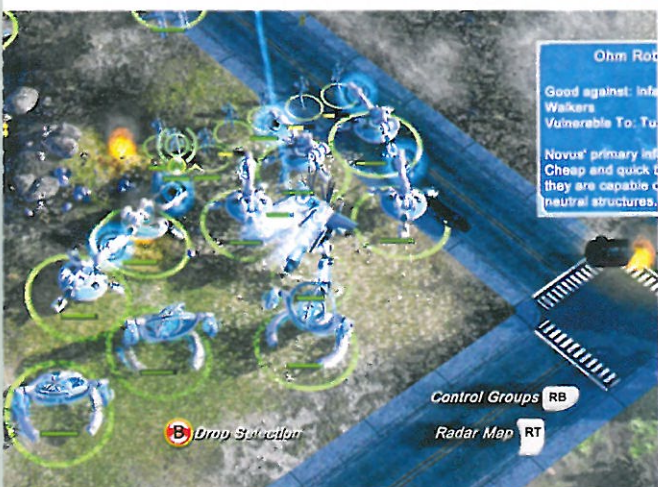 Ohm Rob
Good against: Infa
Walkers
Vulnerable To: Tu
Novus' primary inf
Cheap and quick t
they are capable o
neutral structures.
Control Groups RB
B Drop Selection
Radar Map RT